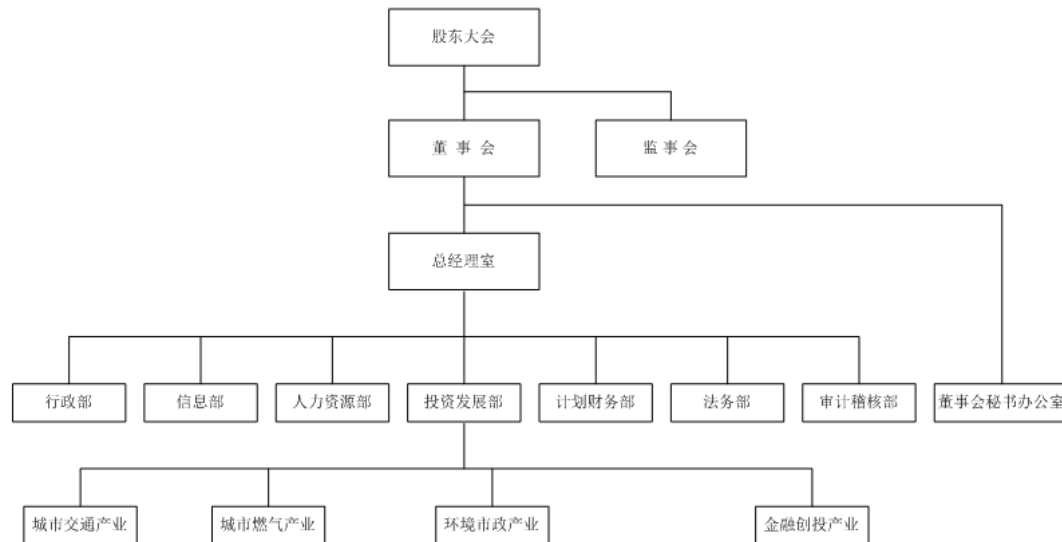 股东大会
董 事 会
监 事 会
总经理室
行政部
信息部
人力资源部
投资发展部
计划财务部
法务部
审计稽核部
董事会秘书办公室
城市交通产业
城市燃气产业
环境市政产业
金融创投产业